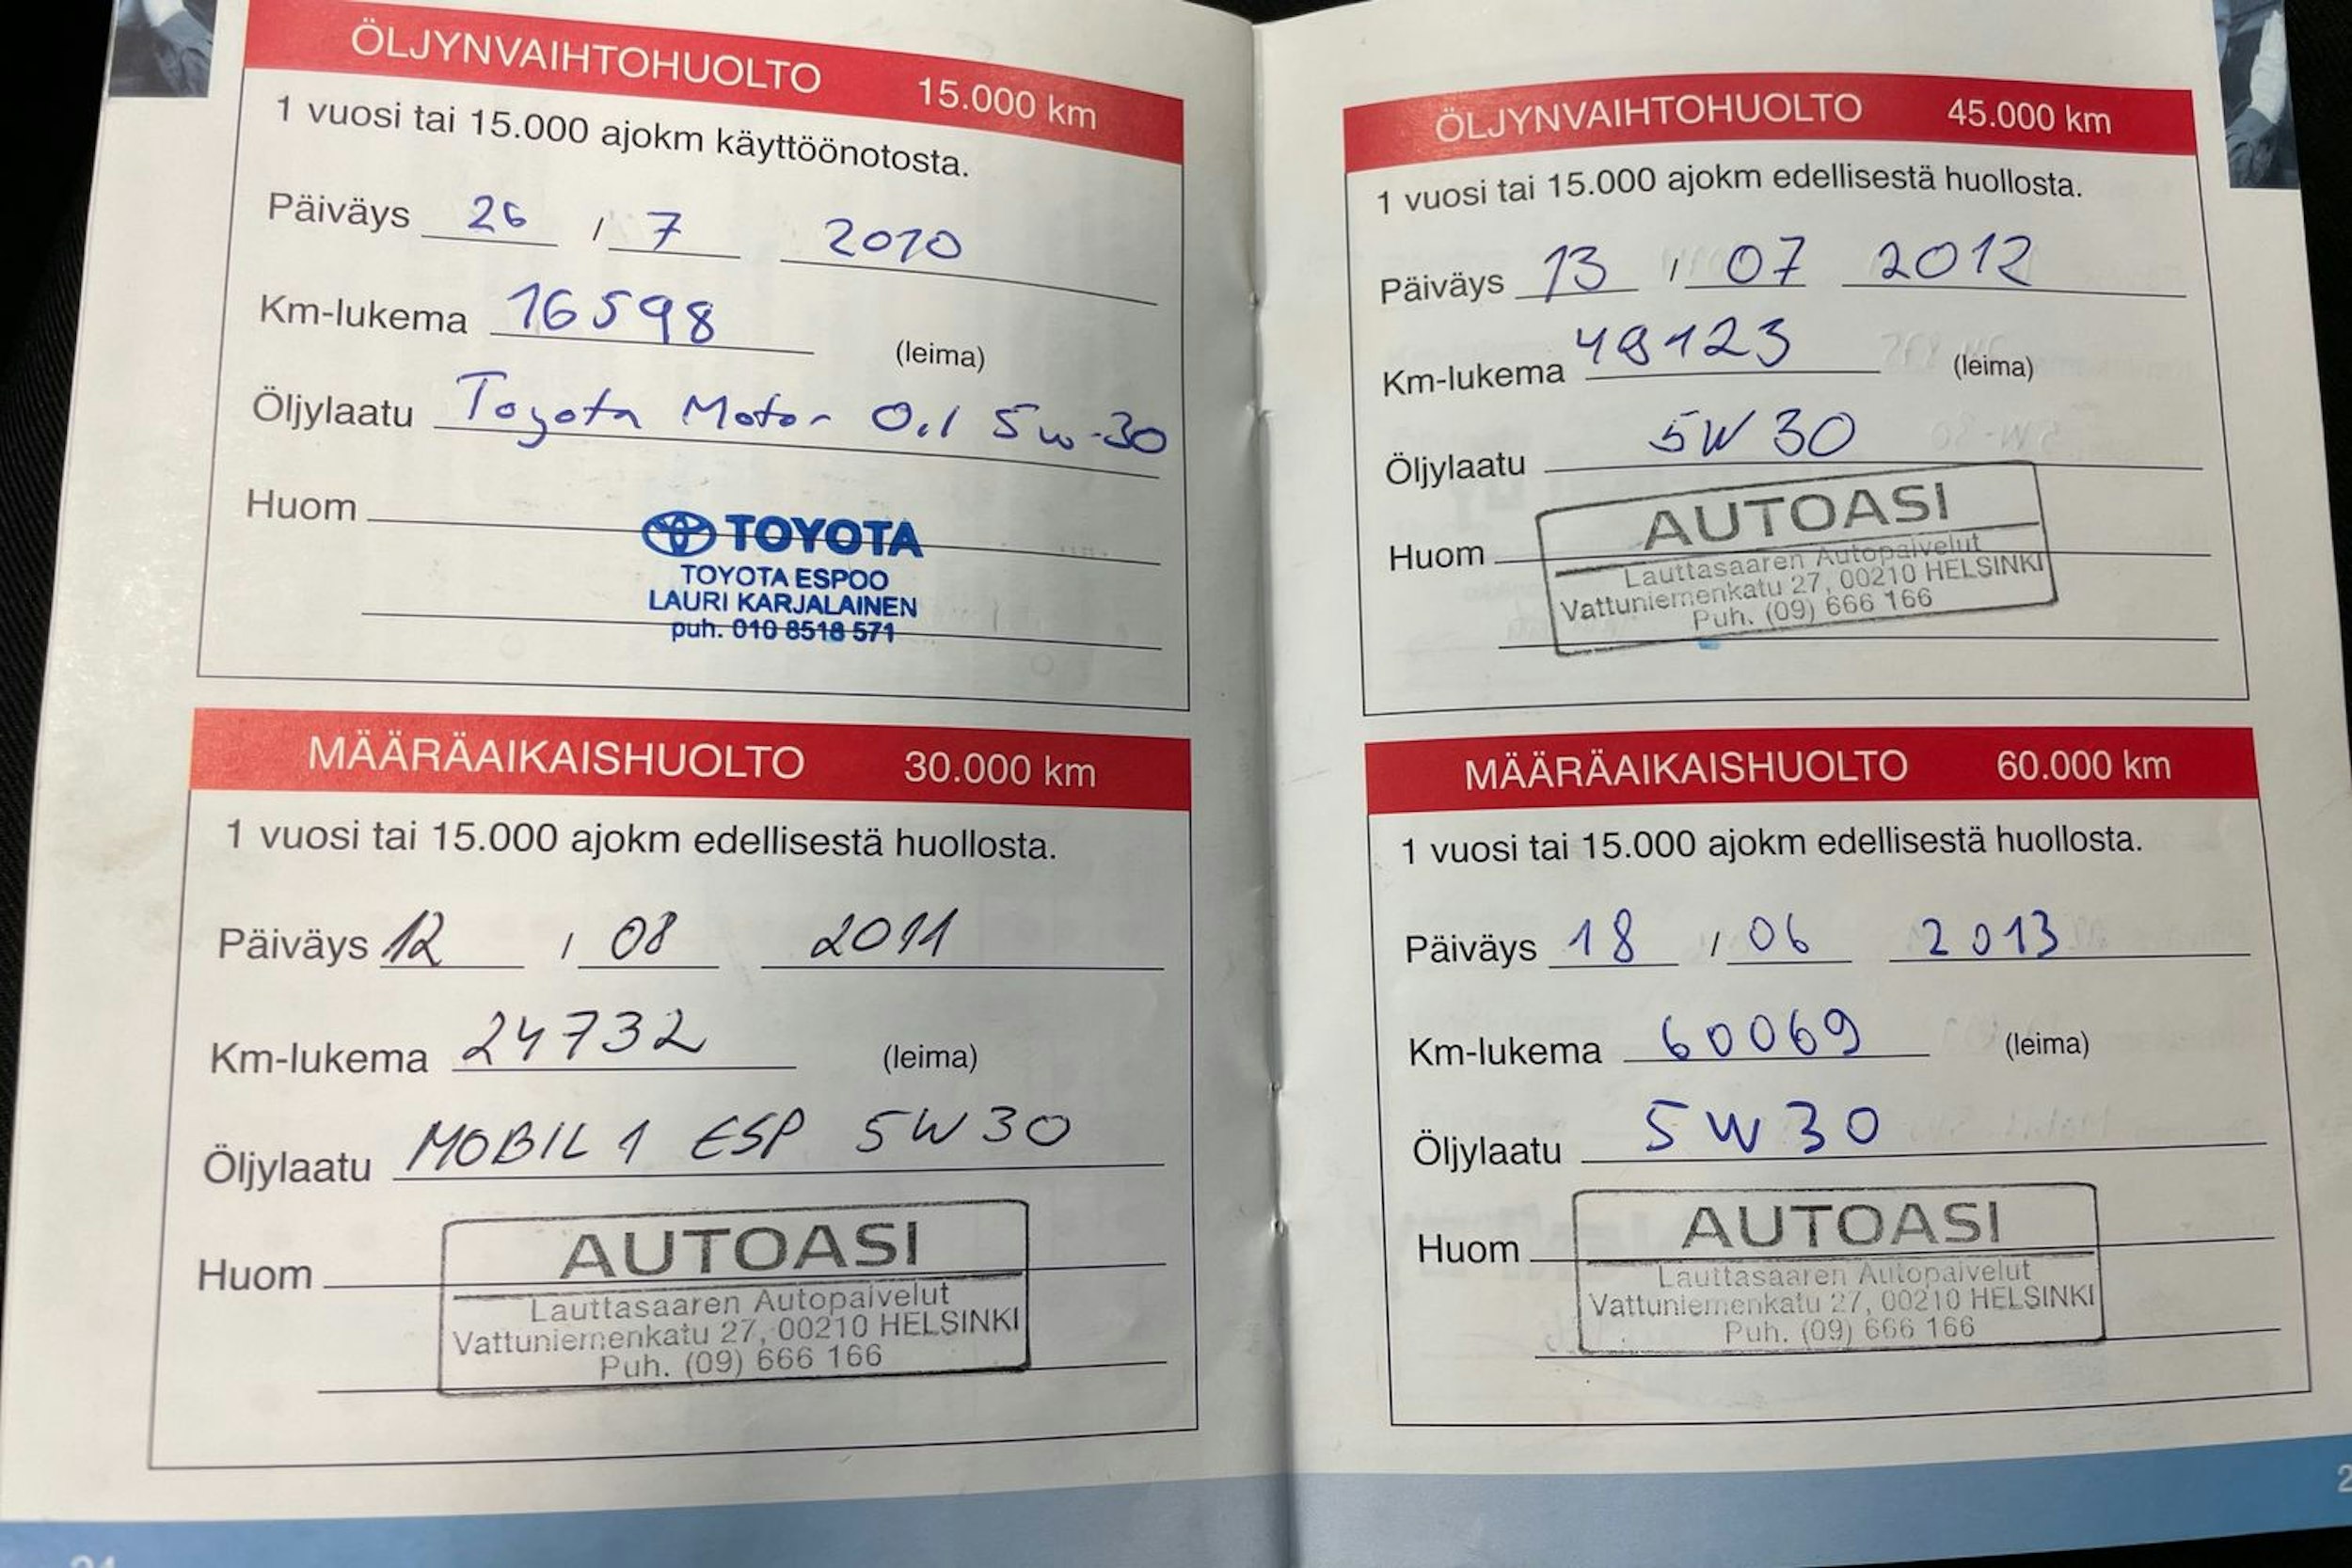 ÖLJYNVAIHTOHUOLTO 15.000 km
1 vuosi tai 15.000 ajokm käyttöönotosta.
Päiväys 26 / 7 2010
Km-lukema 16598 (leima)
Öljylaatu Toyota Motor Oil 5w-30
Huom
TOYOTA
TOYOTA ESPOO
LAURI KARJALAINEN
puh. 010 8518 571
MÄÄRÄAIKAISHUOLTO 30.000 km
1 vuosi tai 15.000 ajokm edellisestä huollosta.
Päiväys 12 / 08 2011
Km-lukema 24732 (leima)
Öljylaatu MOBIL 1 ESP 5W30
Huom
AUTOASI
Lauttasaaren Autopalvelut
Vattuniemenkatu 27, 00210 HELSINKI
Puh. (09) 666 166
ÖLJYNVAIHTOHUOLTO 45.000 km
1 vuosi tai 15.000 ajokm edellisestä huollosta.
Päiväys 13 / 07 2012
Km-lukema (leima)
Öljylaatu 5W30
Huom
AUTOASI
Lauttasaaren Autopalvelut
Vattuniemenkatu 27, 00210 HELSINKI
Puh. (09) 666 166
MÄÄRÄAIKAISHUOLTO 60.000 km
1 vuosi tai 15.000 ajokm edellisestä huollosta.
Päiväys 18 / 06 2013
Km-lukema 60069 (leima)
Öljylaatu 5W30
Huom
AUTOASI
Lauttasaaren Autopalvelut
Vattuniemenkatu 27, 00210 HELSINKI
Puh. (09) 666 166